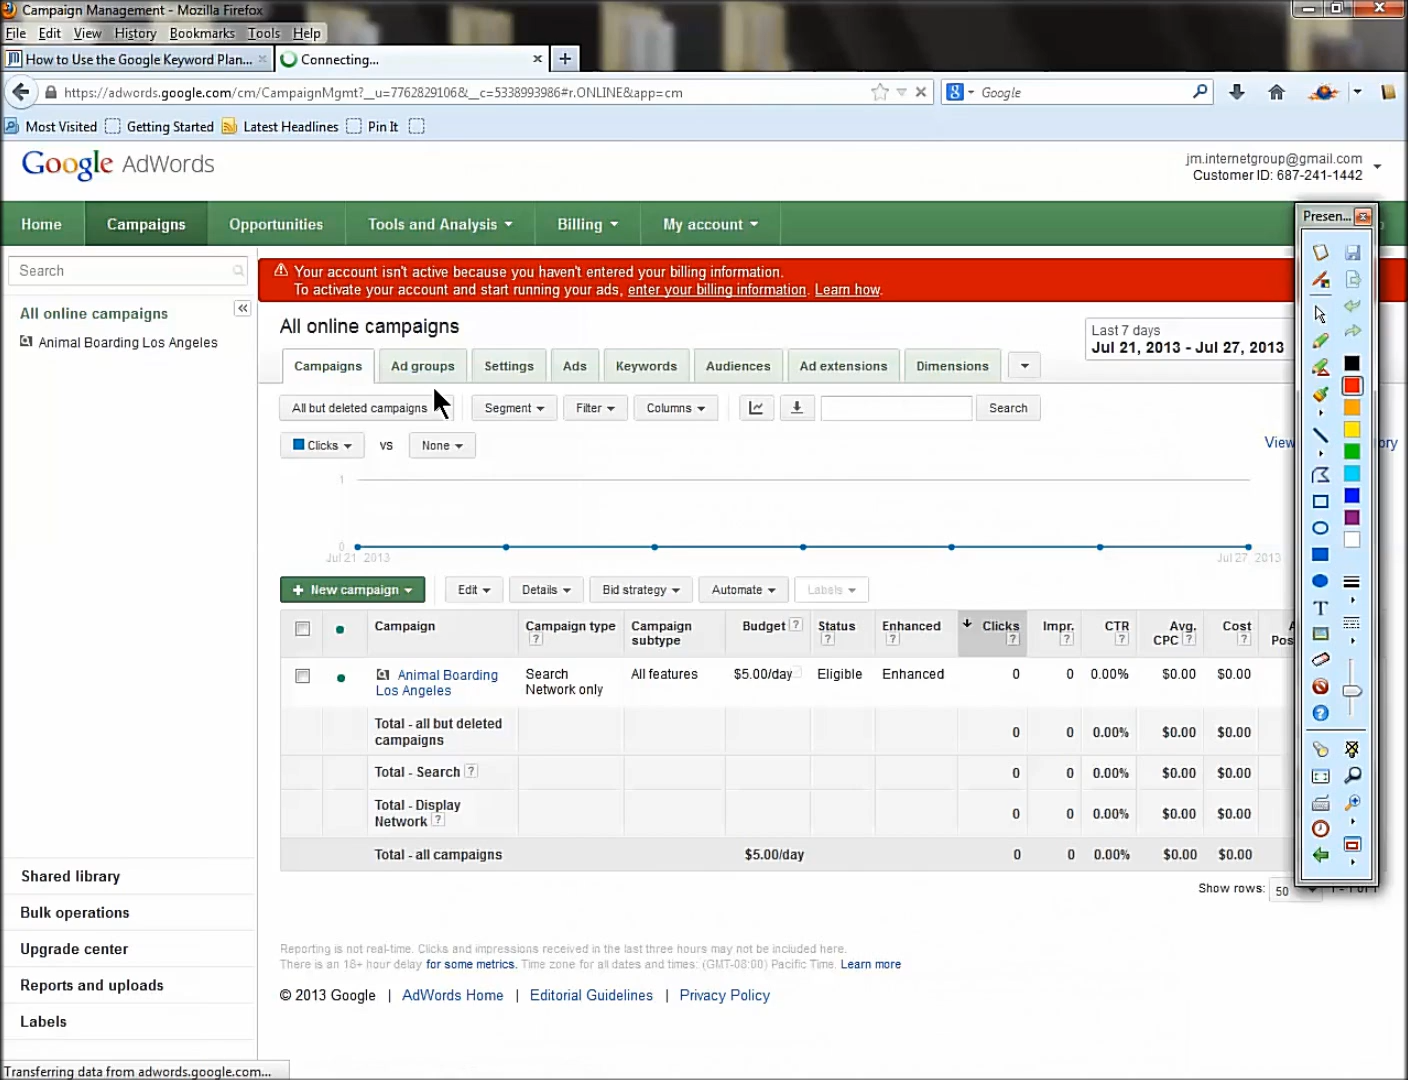 Campaign Management - Mozilla Firefox
File Edit View History Bookmarks Tools Help
How to Use the Google Keyword Plan... Connecting...
https://adwords.google.com/cm/CampaignMgmt?__u=7762829106&__c=5338993986#r.ONLINE&app=cm Google
Most Visited Getting Started Latest Headlines Pin It
Google AdWords
jm.internetgroup@gmail.com
Customer ID: 687-241-1442
Home Campaigns Opportunities Tools and Analysis Billing My account
Presen...
Search
Your account isn't active because you haven't entered your billing information.
To activate your account and start running your ads, enter your billing information. Learn how.
All online campaigns
Animal Boarding Los Angeles
All online campaigns
Last 7 days
Jul 21, 2013 - Jul 27, 2013
Campaigns Ad groups Settings Ads Keywords Audiences Ad extensions Dimensions
All but deleted campaigns Segment Filter Columns Search
Clicks VS None
View
1
0
Jul 21, 2013 Jul 27, 2013
+ New campaign Edit Details Bid strategy Automate Labels
Campaign Campaign type ? Campaign subtype Budget ? Status ? Enhanced ? Clicks ? Impr. ? CTR ? Avg. CPC ? Cost ?
Animal Boarding Los Angeles Search Network only All features $5.00/day Eligible Enhanced 0 0 0.00% $0.00 $0.00
Total - all but deleted campaigns 0 0 0.00% $0.00 $0.00
Total - Search ? 0 0 0.00% $0.00 $0.00
Total - Display Network ? 0 0 0.00% $0.00 $0.00
Total - all campaigns $5.00/day 0 0 0.00% $0.00 $0.00
Show rows: 50
Shared library
Bulk operations
Upgrade center
Reports and uploads
Labels
Reporting is not real-time. Clicks and impressions received in the last three hours may not be included here.
There is an 18+ hour delay for some metrics. Time zone for all dates and times: (GMT-08:00) Pacific Time. Learn more
© 2013 Google | AdWords Home | Editorial Guidelines | Privacy Policy
Transferring data from adwords.google.com...